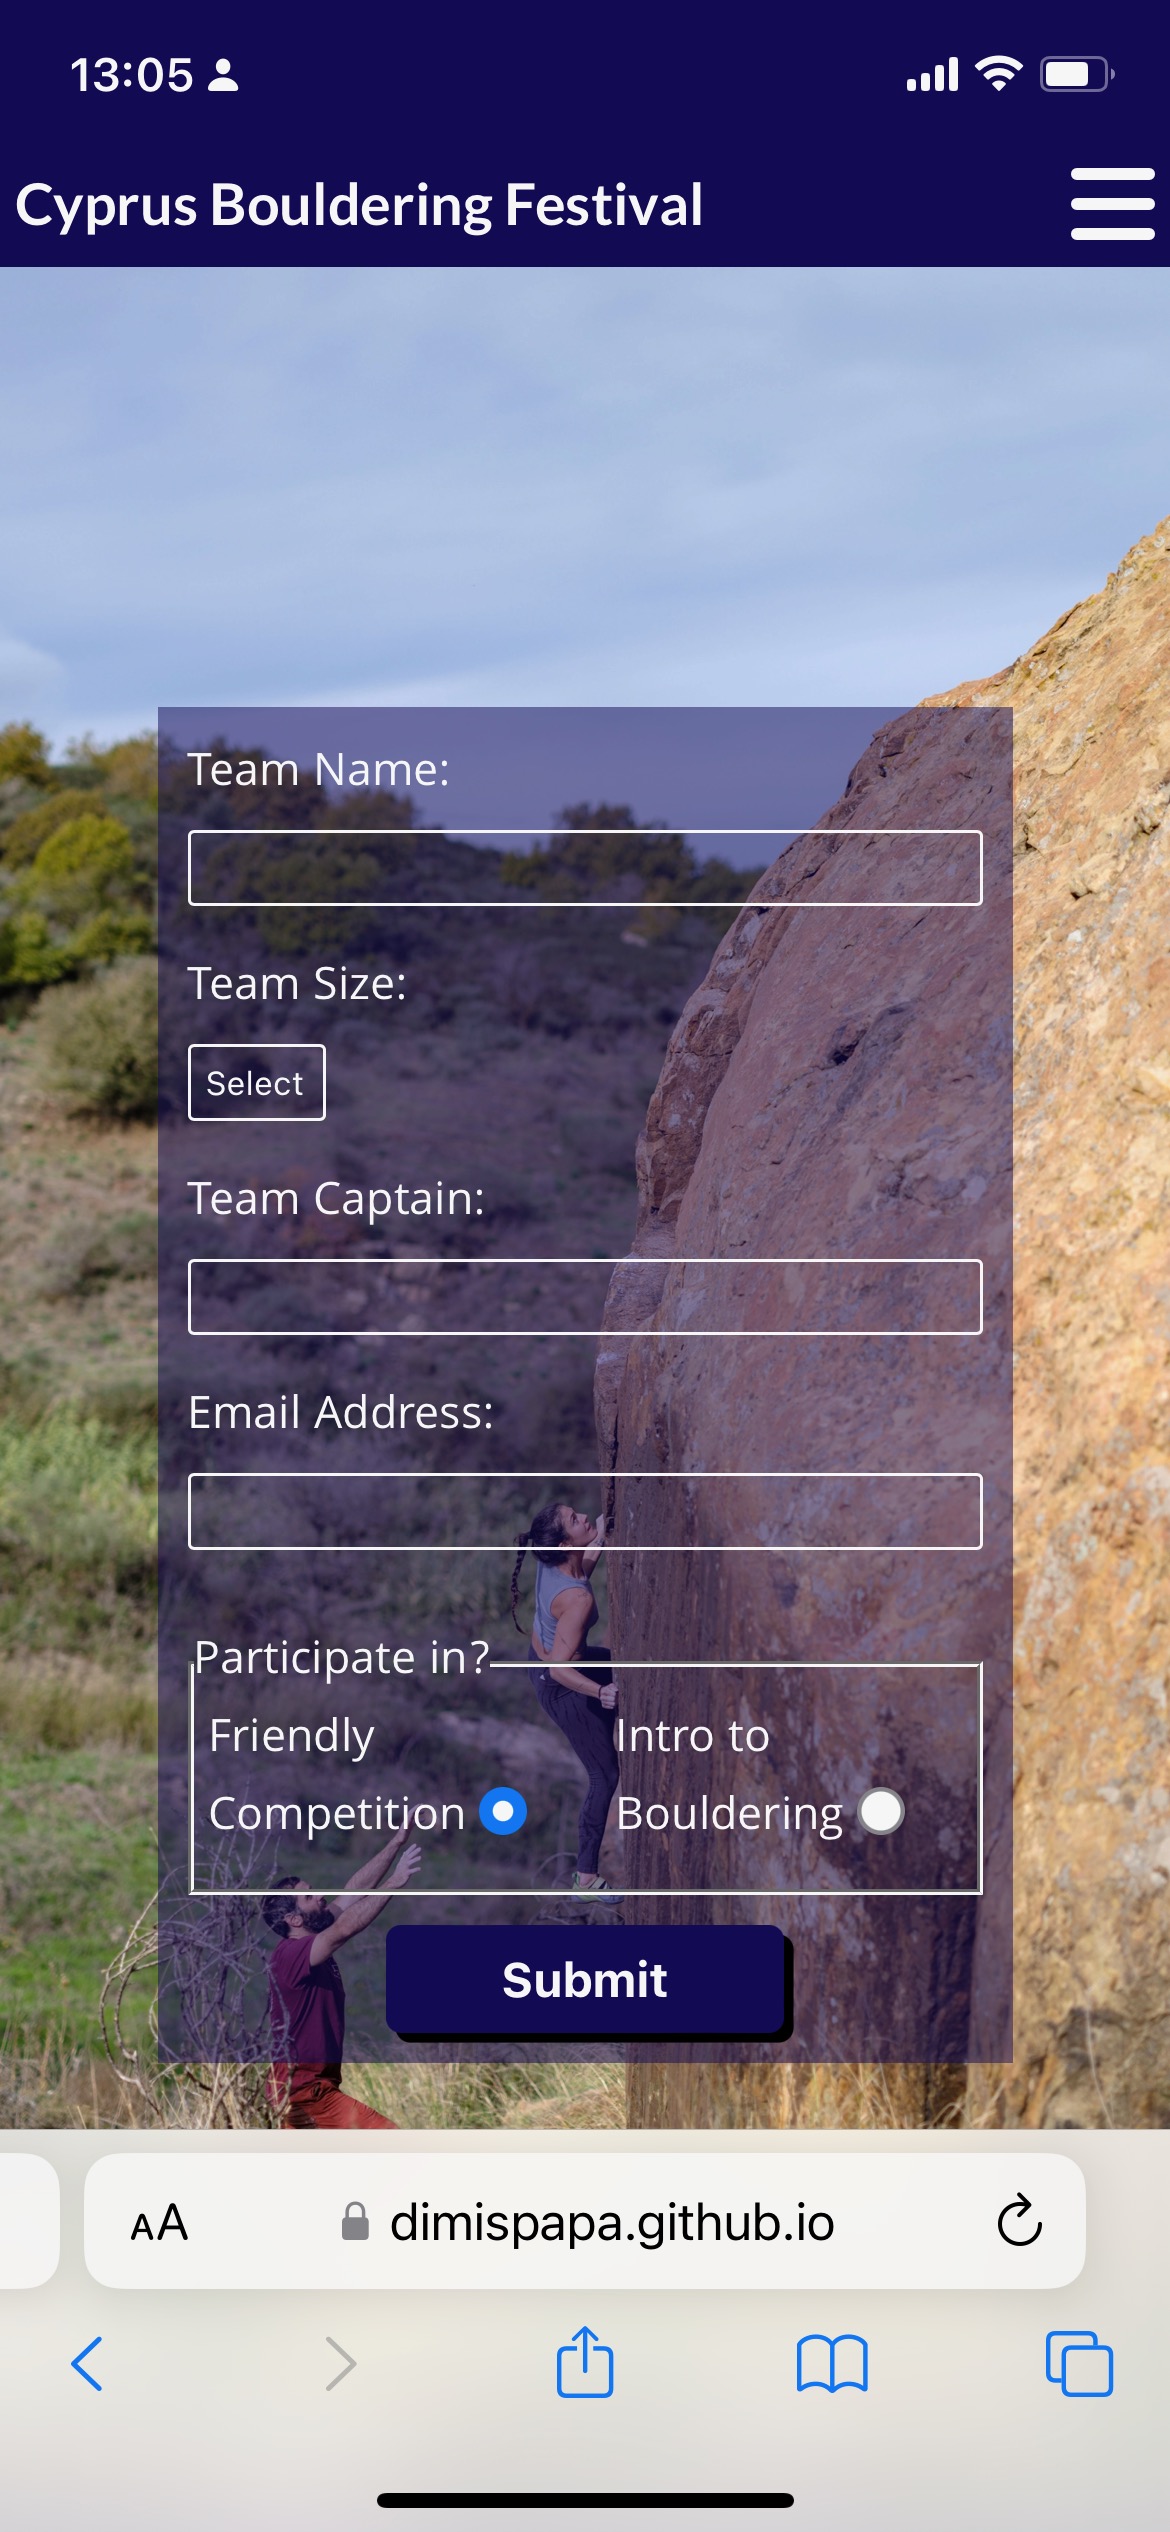 13:05
Cyprus Bouldering Festival
Team Name:
Team Size:
Select
Team Captain:
Email Address:
Participate in?
Friendly Competition
Intro to Bouldering
Submit
AA dimispapa.github.io